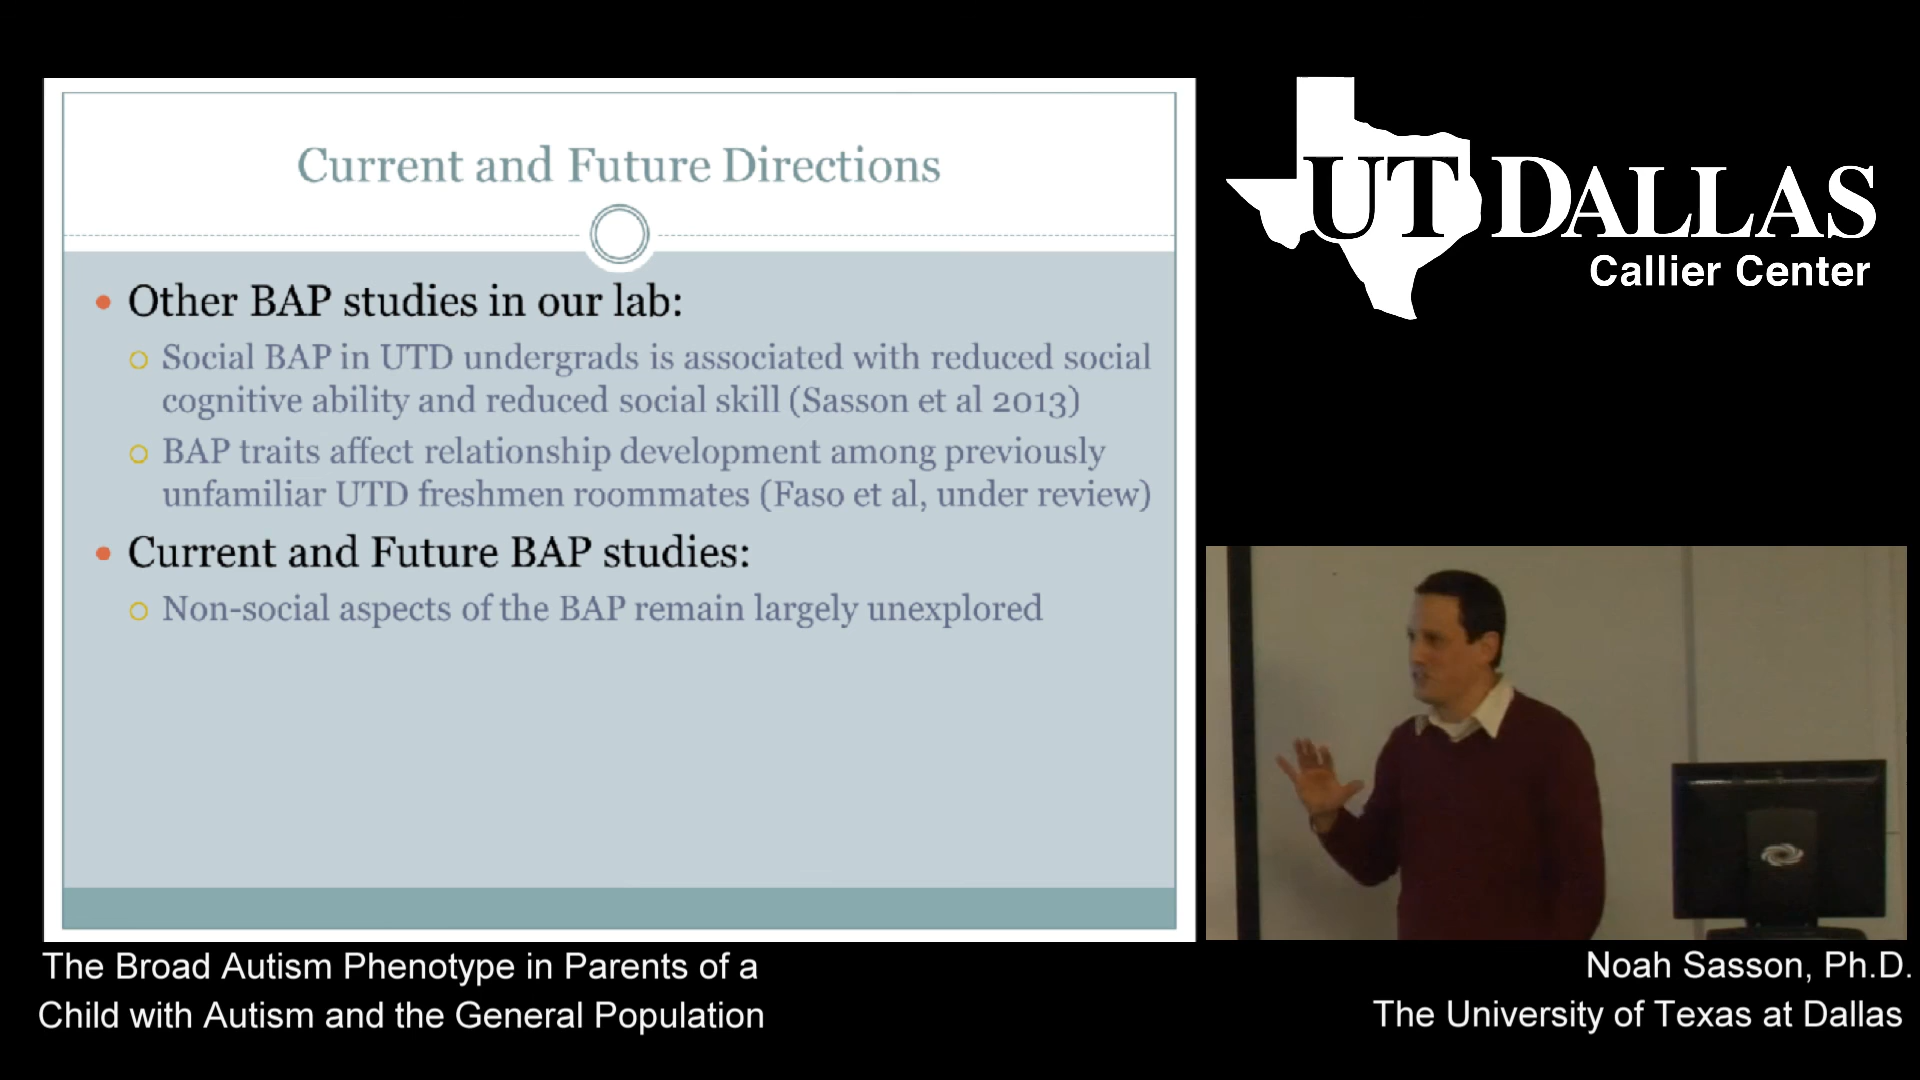 Current and Future Directions
Other BAP studies in our lab:
Social BAP in UTD undergrads is associated with reduced social
cognitive ability and reduced social skill (Sasson et al 2013)
BAP traits affect relationship development among previously
unfamiliar UTD freshmen roommates (Faso et al, under review)
Current and Future BAP studies:
Non-social aspects of the BAP remain largely unexplored
UT DALLAS
Callier Center
The Broad Autism Phenotype in Parents of a
Child with Autism and the General Population
Noah Sasson, Ph.D.
The University of Texas at Dallas